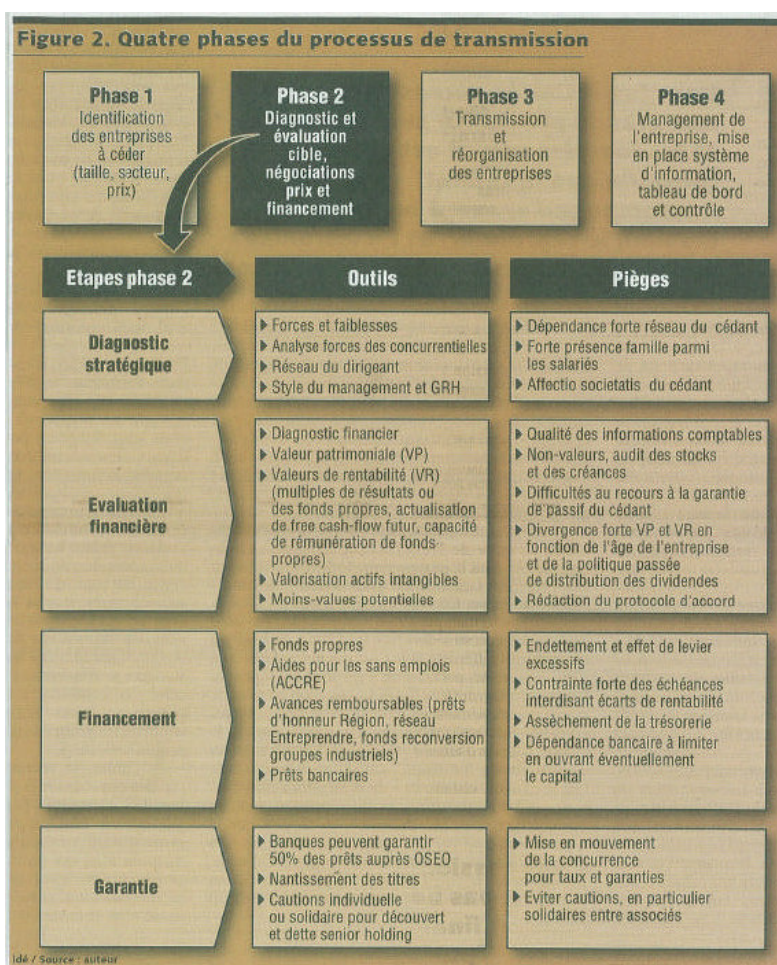 Figure 2. Quatre phases du processus de transmission
Phase 1
Identification
des entreprises
à céder
(taille, secteur,
prix)
Phase 2
Diagnostic et
évaluation
cible,
négociations
prix et
financement
Phase 3
Transmission
et
réorganisation
des entreprises
Phase 4
Management de
l'entreprise, mise
en place système
d'information,
tableau de bord
et contrôle
Etapes phase 2
Outils
Pièges
Diagnostic
stratégique
Forces et faiblesses
Analyse forces des concurrentielles
Réseau du dirigeant
Style du management et GRH
Dépendance forte réseau du cédant
Forte présence famille parmi
les salariés
Affectio societatis du cédant
Evaluation
financière
Diagnostic financier
Valeur patrimoniale (VP)
Valeurs de rentabilité (VR)
(multiples de résultats ou
des fonds propres, actualisation
de free cash-flow futur, capacité
de rémunération de fonds
propres)
Valorisation actifs intangibles
Moins-values potentielles
Qualité des informations comptables
Non-valeurs, audit des stocks
et des créances
Difficultés au recours à la garantie
de passif du cédant
Divergence forte VP et VR en
fonction de l'âge de l'entreprise
et de la politique passée
de distribution des dividendes
Rédaction du protocole d'accord
Financement
Fonds propres
Aides pour les sans emplois
(ACCRE)
Avances remboursables (prêts
d'honneur Région, réseau
Entreprendre, fonds reconversion
groupes industriels)
Prêts bancaires
Endettement et effet de levier
excessifs
Contrainte forte des échéances
interdisant écarts de rentabilité
Assèchement de la trésorerie
Dépendance bancaire à limiter
en ouvrant éventuellement
le capital
Garantie
Banques peuvent garantir
50% des prêts auprès OSEO
Nantissement des titres
Cautions individuelle
ou solidaire pour découvert
et dette senior holding
Mise en mouvement
de la concurrence
pour taux et garanties
Eviter cautions, en particulier
solidaires entre associés
Idé / Source : auteur